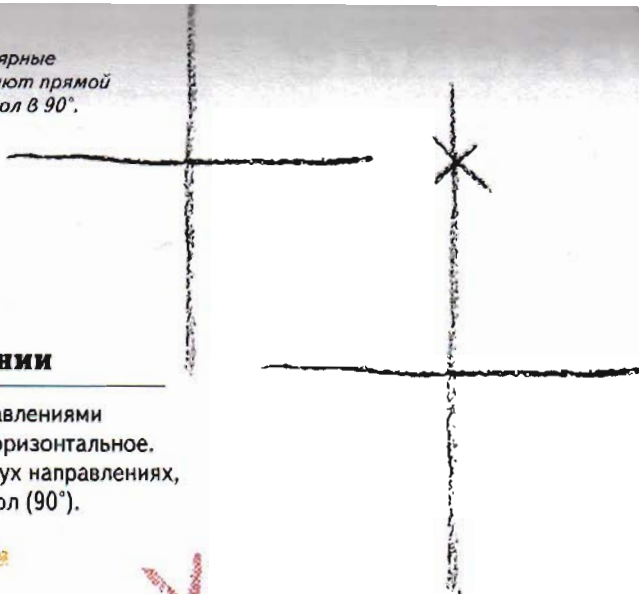 ярные
ют прямой
ол в 90°.
нии
авлениями
оризонтальное.
ух направлениях,
ол (90°).